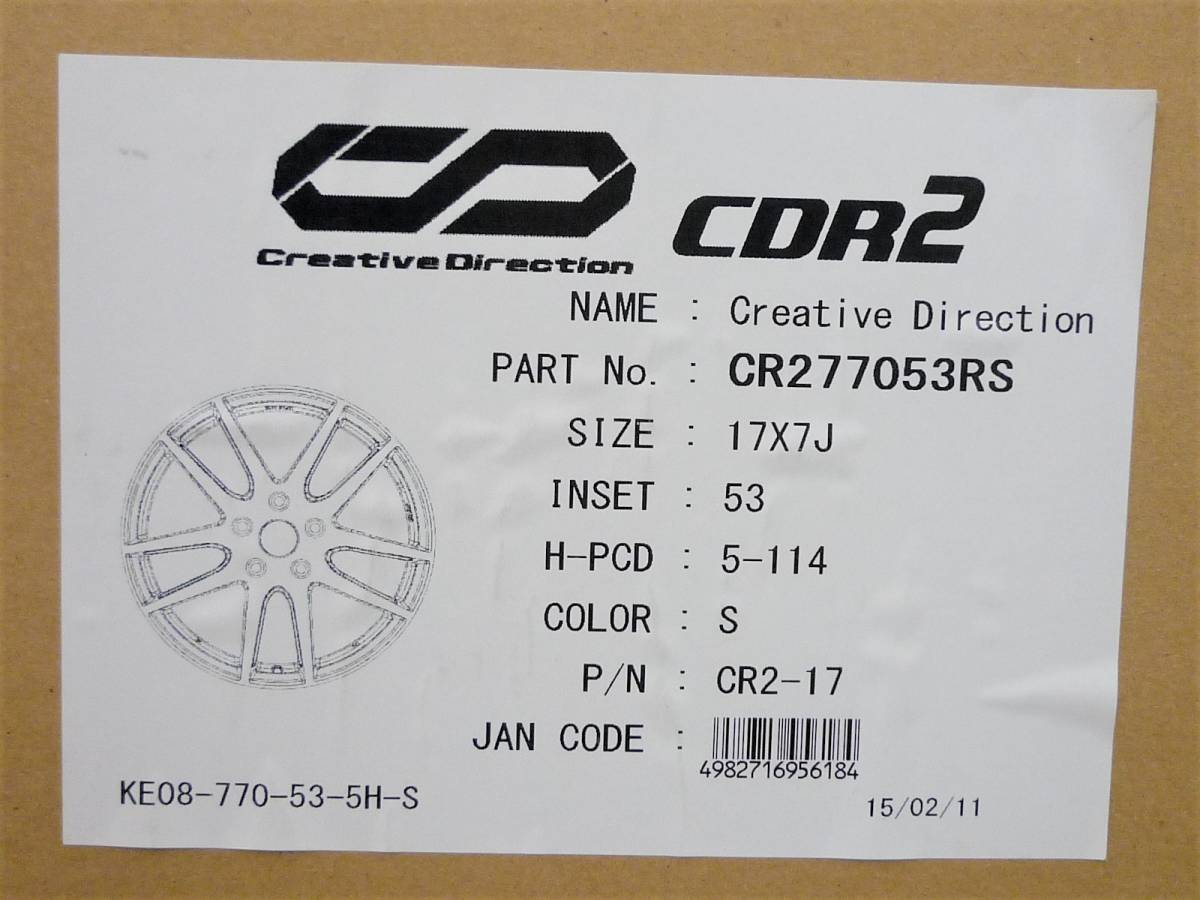 CD
Creative Direction
CDR2
NAME : Creative Direction
PART No. : CR277053RS
SIZE : 17X7J
INSET : 53
H-PCD : 5-114
COLOR : S
P/N : CR2-17
JAN CODE :
4982716956184
KE08-770-53-5H-S
15/02/11